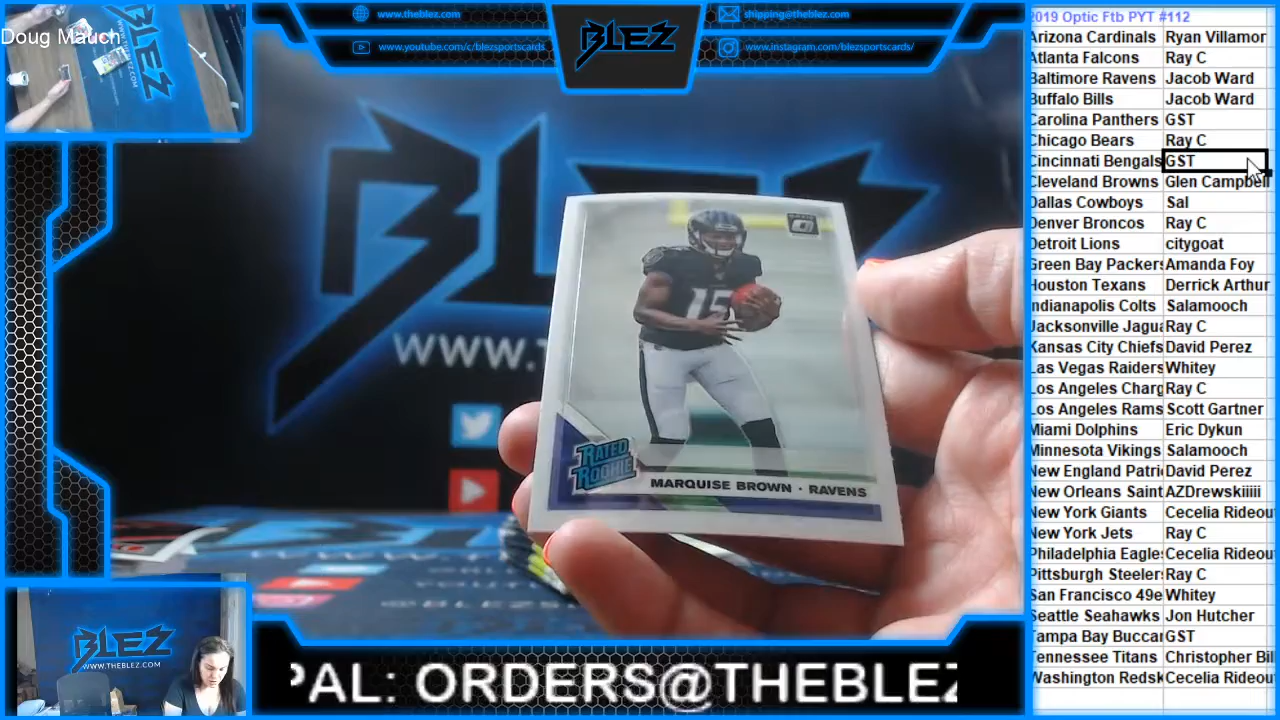 Doug Mauch
www.theblez.com
shipping@theblez.com
www.youtube.com/c/blezsportscards
www.instagram.com/blezsportscards/
BLEZ
BLEZ
WWW.
15
RATED
ROOKIE
MARQUISE BROWN · RAVENS
BLEZ
WWW.THEBLEZ.COM
PAL: ORDERS@THEBLEZ
2019 Optic Ftb PYT #112
Arizona Cardinals Ryan Villamor
Atlanta Falcons Ray C
Baltimore Ravens Jacob Ward
Buffalo Bills Jacob Ward
Carolina Panthers GST
Chicago Bears Ray C
Cincinnati Bengals GST
Cleveland Browns Glen Campbell
Dallas Cowboys Sal
Denver Broncos Ray C
Detroit Lions citygoat
Green Bay Packers Amanda Foy
Houston Texans Derrick Arthur
Indianapolis Colts Salamooch
Jacksonville Jagua Ray C
Kansas City Chiefs David Perez
Las Vegas Raiders Whitey
Los Angeles Charg Ray C
Los Angeles Rams Scott Gartner
Miami Dolphins Eric Dykun
Minnesota Vikings Salamooch
New England Patri David Perez
New Orleans Saint AZDrewskiiiii
New York Giants Cecelia Rideou
New York Jets Ray C
Philadelphia Eagle Cecelia Rideou
Pittsburgh Steeler Ray C
San Francisco 49e Whitey
Seattle Seahawks Jon Hutcher
Tampa Bay Buccar GST
Tennessee Titans Christopher Bil
Washington Redsk Cecelia Rideou